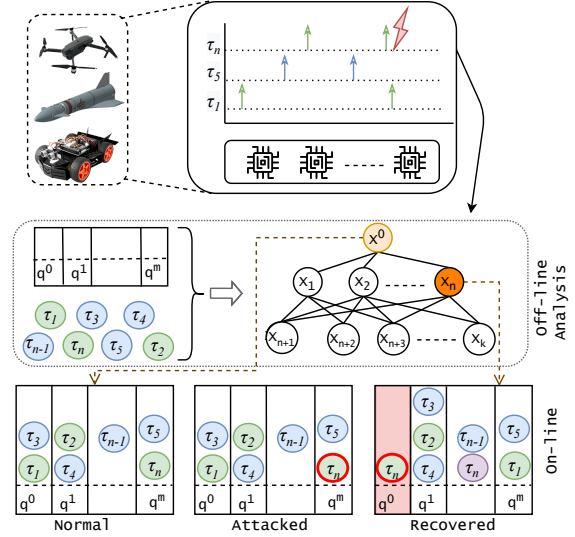 τn
τ5
τ1
x0
q0 q1 qm
x1 x2 xn
τ1 τ3 τ4
τn-1 τn τ5 τ2
xn+1 xn+2 xn+3 xk
Off-line
Analysis
τ3 τ2 τn-1 τ5
τ1 τ4 τn
q0 q1 qm
Normal
τ3 τ2 τn-1 τ5
τ1 τ4 τn
q0 q1 qm
Attacked
τ3
τ2 τn-1 τ5
τn τ4 τn τ1
q0 q1 qm
Recovered
On-line